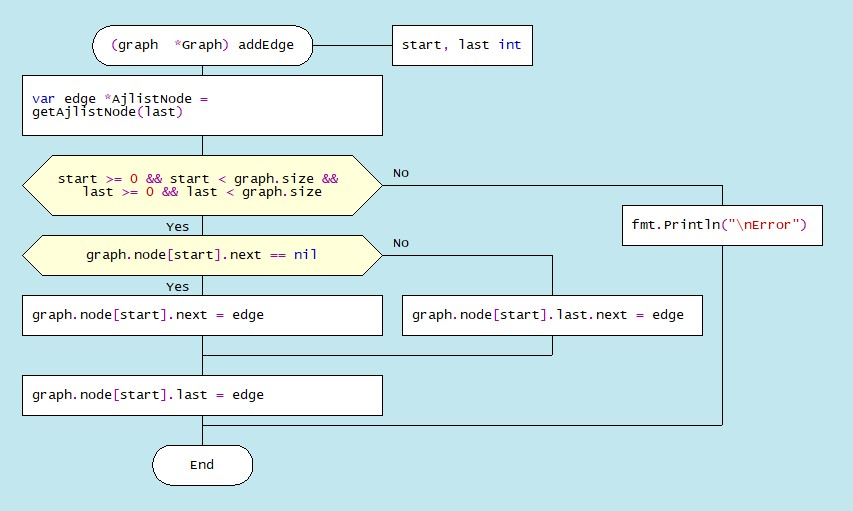 (graph  *Graph) addEdge
start, last int
var edge *AjlistNode =
getAjlistNode(last)
start >= 0 && start < graph.size &&
last >= 0 && last < graph.size
No
Yes
fmt.Println("\nError")
graph.node[start].next == nil
No
Yes
graph.node[start].next = edge
graph.node[start].last.next = edge
graph.node[start].last = edge
End